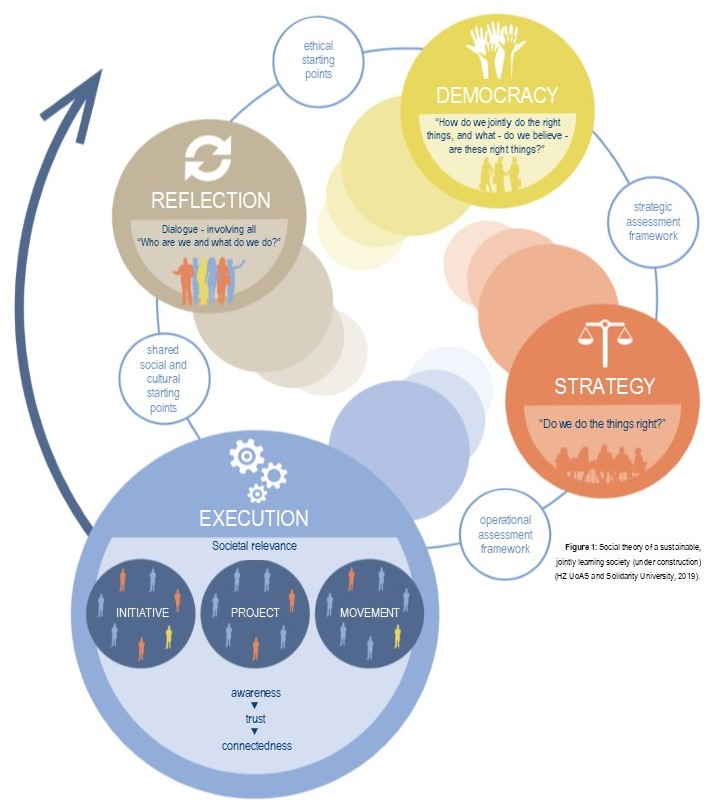 ethical
starting
points
DEMOCRACY
“How do we jointly do the right
things, and what - do we believe -
are these right things?”
REFLECTION
Dialogue - involving all
“Who are we and what do we do?”
strategic
assessment
framework
shared
social and
cultural
starting
points
STRATEGY
“Do we do the things right?”
EXECUTION
Societal relevance
operational
assessment
framework
Figure 1: Social theory of a sustainable,
jointly learning society (under construction)
(HZ UoAS and Solidarity University, 2019).
INITIATIVE
PROJECT
MOVEMENT
awareness
trust
connectedness